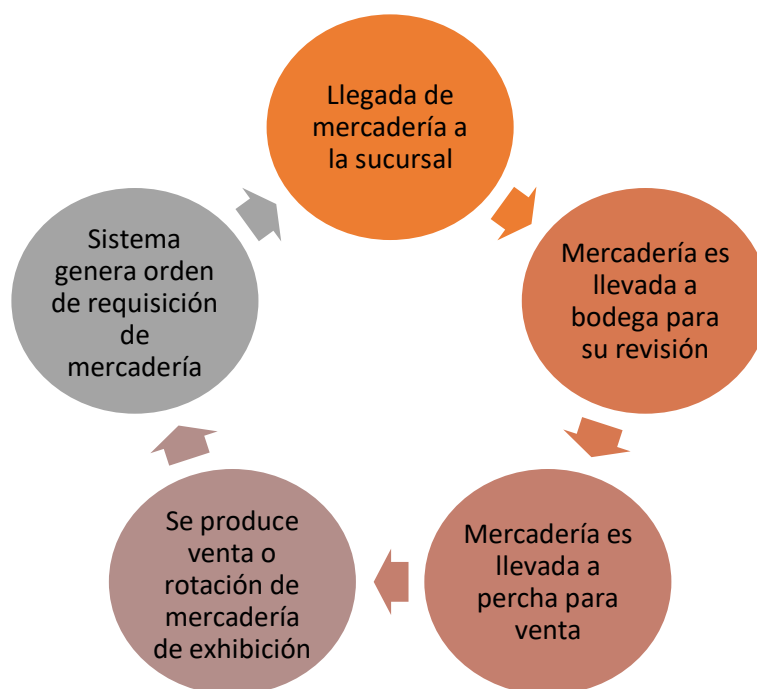 Llegada de
mercadería a
la sucursal
Mercadería es
llevada a
bodega para
su revisión
Mercadería es
llevada a
percha para
venta
Se produce
venta o
rotación de
mercadería
de exhibición
Sistema
genera orden
de requisición
de
mercadería